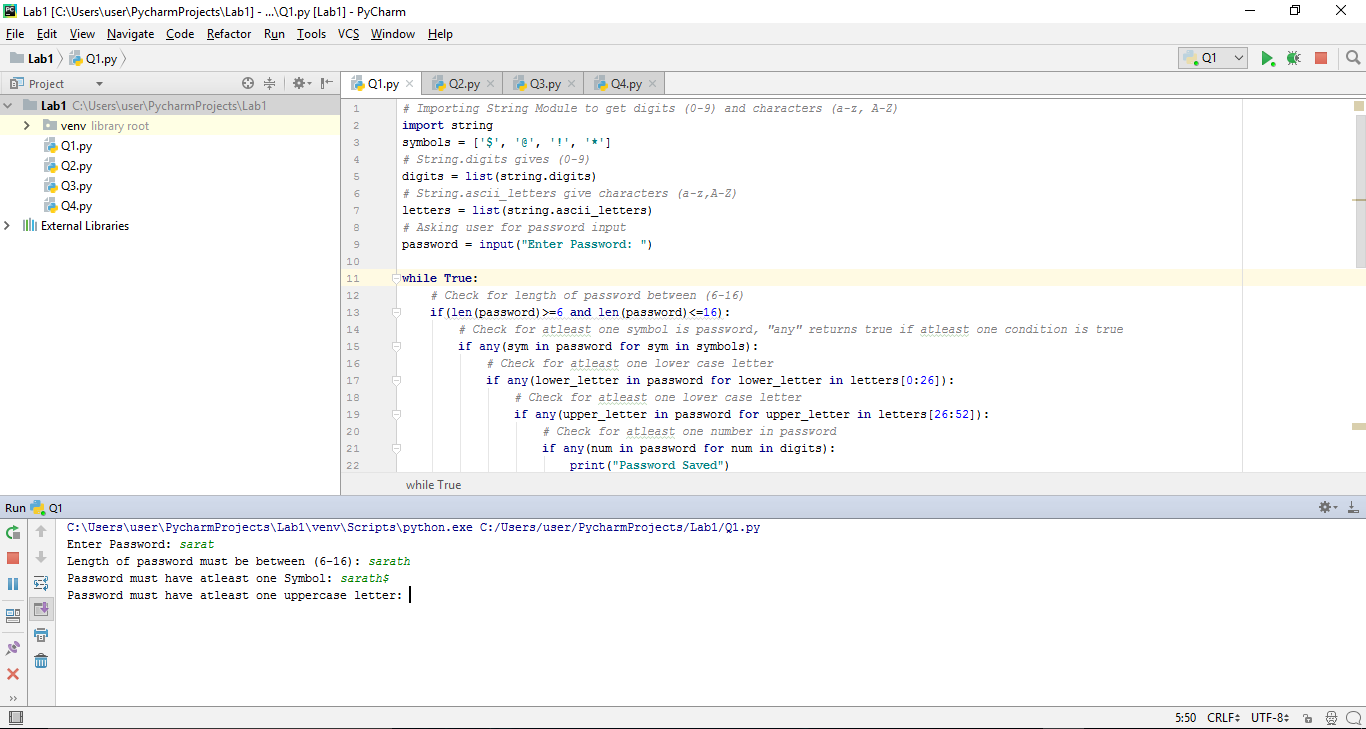 Lab1 [C:\Users\user\PycharmProjects\Lab1] - ...\Q1.py [Lab1] - PyCharm
File Edit View Navigate Code Refactor Run Tools VCS Window Help
Lab1 Q1.py Q1
Project
Q1.py Q2.py Q3.py Q4.py
Lab1 C:\Users\user\PycharmProjects\Lab1
venv library root
Q1.py
Q2.py
Q3.py
Q4.py
External Libraries
1 # Importing String Module to get digits (0-9) and characters (a-z, A-Z)
2 import string
3 symbols = ['$', '@', '!', '*']
4 # String.digits gives (0-9)
5 digits = list(string.digits)
6 # String.ascii_letters give characters (a-z,A-Z)
7 letters = list(string.ascii_letters)
8 # Asking user for password input
9 password = input("Enter Password: ")
10
11 while True:
12 # Check for length of password between (6-16)
13 if(len(password)>=6 and len(password)<=16):
14 # Check for atleast one symbol is password, "any" returns true if atleast one condition is true
15 if any(sym in password for sym in symbols):
16 # Check for atleast one lower case letter
17 if any(lower_letter in password for lower_letter in letters[0:26]):
18 # Check for atleast one lower case letter
19 if any(upper_letter in password for upper_letter in letters[26:52]):
20 # Check for atleast one number in password
21 if any(num in password for num in digits):
22 print("Password Saved")
while True
Run Q1
C:\Users\user\PycharmProjects\Lab1\venv\Scripts\python.exe C:/Users/user/PycharmProjects/Lab1/Q1.py
Enter Password: sarat
Length of password must be between (6-16): sarath
Password must have atleast one Symbol: sarath$
Password must have atleast one uppercase letter:
5:50 CRLF UTF-8